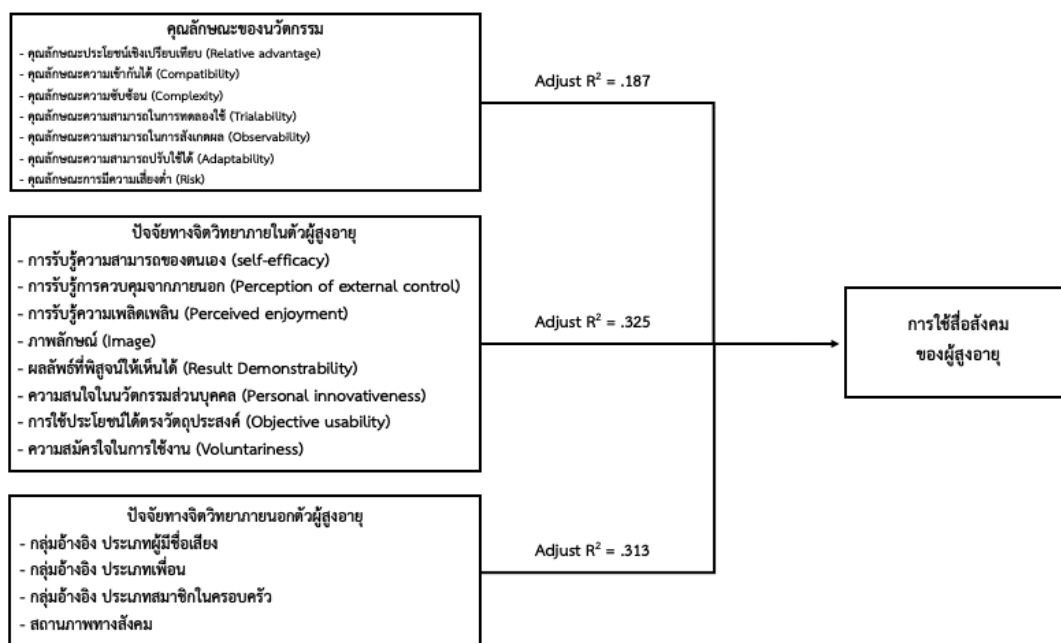 คุณลักษณะของนวัตกรรม
- คุณลักษณะประโยชน์เชิงเปรียบเทียบ (Relative advantage)
- คุณลักษณะความเข้ากันได้ (Compatibility)
- คุณลักษณะความซับซ้อน (Complexity)
- คุณลักษณะความสามารถในการทดลองใช้ (Trialability)
- คุณลักษณะความสามารถในการสังเกตผล (Observability)
- คุณลักษณะความสามารถปรับใช้ได้ (Adaptability)
- คุณลักษณะการมีความเสี่ยงต่ำ (Risk)
Adjust R² = .187
ปัจจัยทางจิตวิทยาภายในตัวผู้สูงอายุ
- การรับรู้ความสามารถของตนเอง (self-efficacy)
- การรับรู้การควบคุมจากภายนอก (Perception of external control)
- การรับรู้ความเพลิดเพลิน (Perceived enjoyment)
- ภาพลักษณ์ (Image)
- ผลลัพธ์ที่พิสูจน์ให้เห็นได้ (Result Demonstrability)
- ความสนใจในนวัตกรรมส่วนบุคคล (Personal innovativeness)
- การใช้ประโยชน์ได้ตรงวัตถุประสงค์ (Objective usability)
- ความสมัครใจในการใช้งาน (Voluntariness)
Adjust R² = .325
การใช้สื่อสังคม
ของผู้สูงอายุ
ปัจจัยทางจิตวิทยาภายนอกตัวผู้สูงอายุ
- กลุ่มอ้างอิง ประเภทผู้มีชื่อเสียง
- กลุ่มอ้างอิง ประเภทเพื่อน
- กลุ่มอ้างอิง ประเภทสมาชิกในครอบครัว
- สถานภาพทางสังคม
Adjust R² = .313